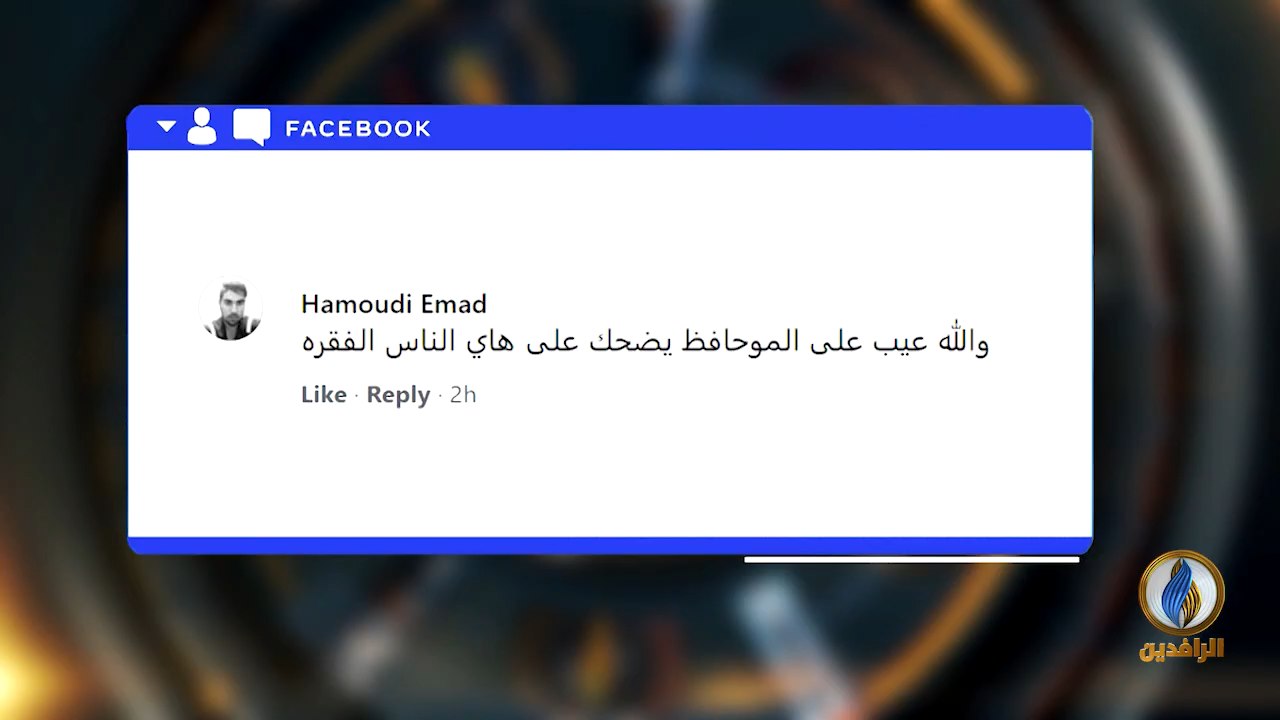 FACEBOOK
Hamoudi Emad
والله عيب على الموحافظ يضحك على هاي الناس الفقره
Like · Reply · 2h
الرافدين